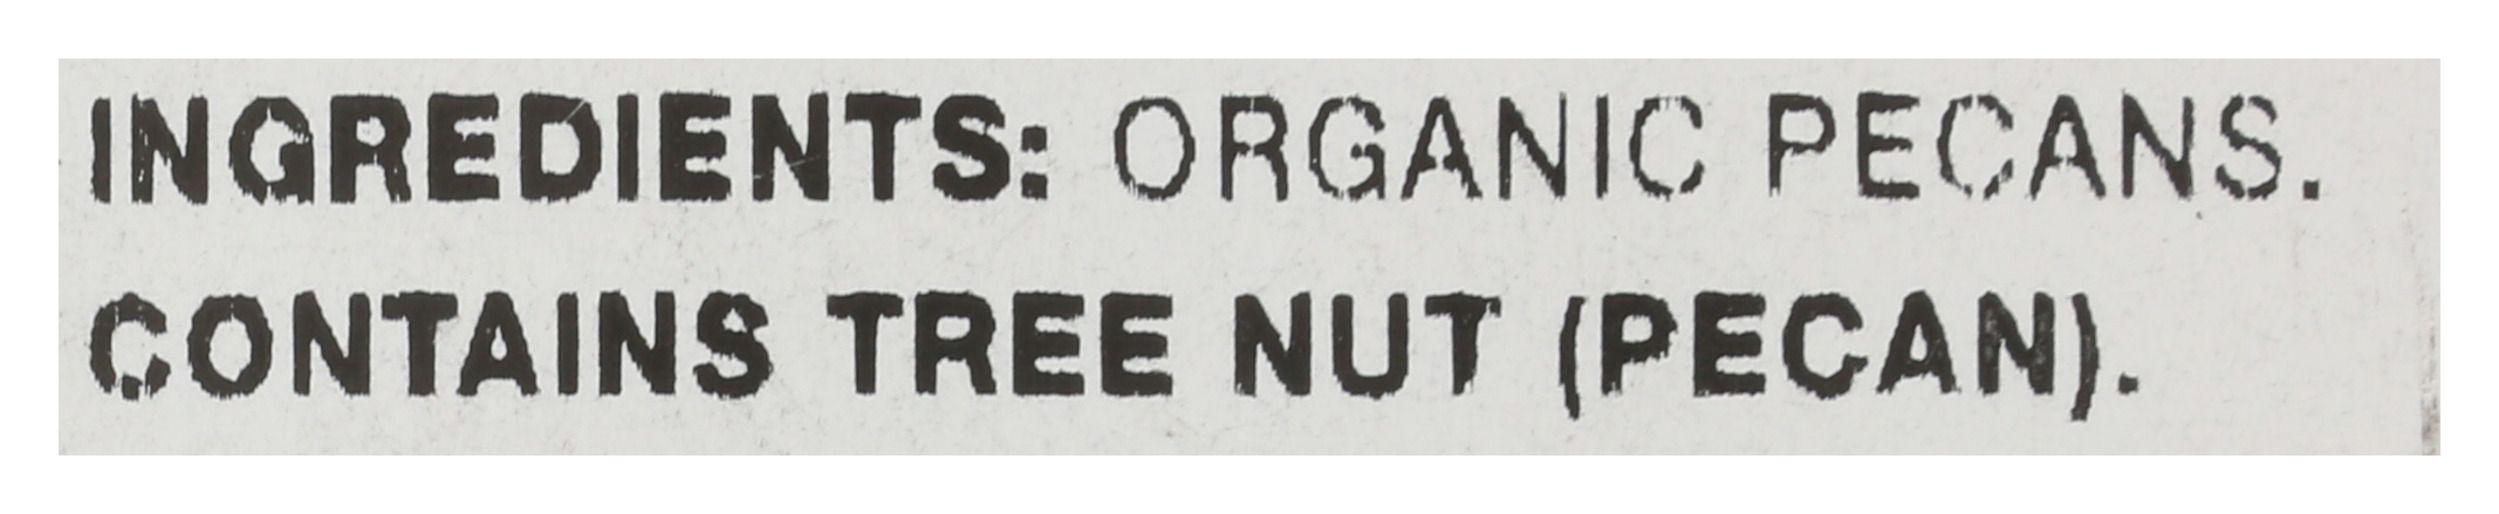 INGREDIENTS: ORGANIC PECANS.
CONTAINS TREE NUT (PECAN).